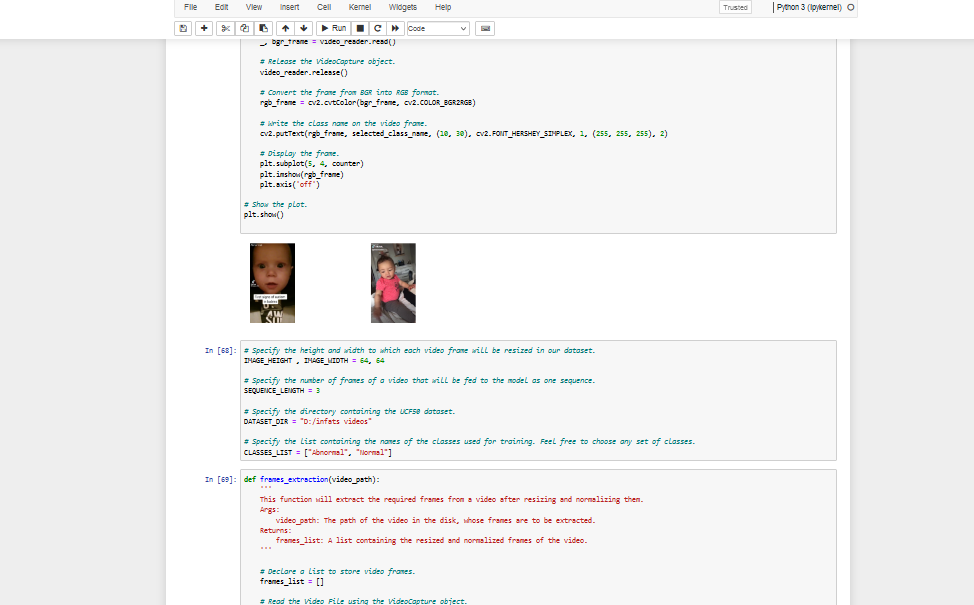 File Edit View Insert Cell Kernel Widgets Help Trusted Python 3 (ipykernel)
Run Code
_, bgr_frame = video_reader.read()
# Release the VideoCapture object.
video_reader.release()
# Convert the frame from BGR into RGB format.
rgb_frame = cv2.cvtColor(bgr_frame, cv2.COLOR_BGR2RGB)
# Write the class name on the video frame.
cv2.putText(rgb_frame, selected_class_name, (10, 30), cv2.FONT_HERSHEY_SIMPLEX, 1, (255, 255, 255), 2)
# Display the frame.
plt.subplot(5, 4, counter)
plt.imshow(rgb_frame)
plt.axis('off')
# Show the plot.
plt.show()
In [68]: # Specify the height and width to which each video frame will be resized in our dataset.
IMAGE_HEIGHT , IMAGE_WIDTH = 64, 64
# Specify the number of frames of a video that will be fed to the model as one sequence.
SEQUENCE_LENGTH = 3
# Specify the directory containing the UCF50 dataset.
DATASET_DIR = "D:/infats videos"
# Specify the list containing the names of the classes used for training. Feel free to choose any set of classes.
CLASSES_LIST = ["Abnormal", "Normal"]
In [69]: def frames_extraction(video_path):
'''
This function will extract the required frames from a video after resizing and normalizing them.
Args:
video_path: The path of the video in the disk, whose frames are to be extracted.
Returns:
frames_list: A list containing the resized and normalized frames of the video.
'''
# Declare a list to store video frames.
frames_list = []
# Read the Video File using the VideoCapture object.